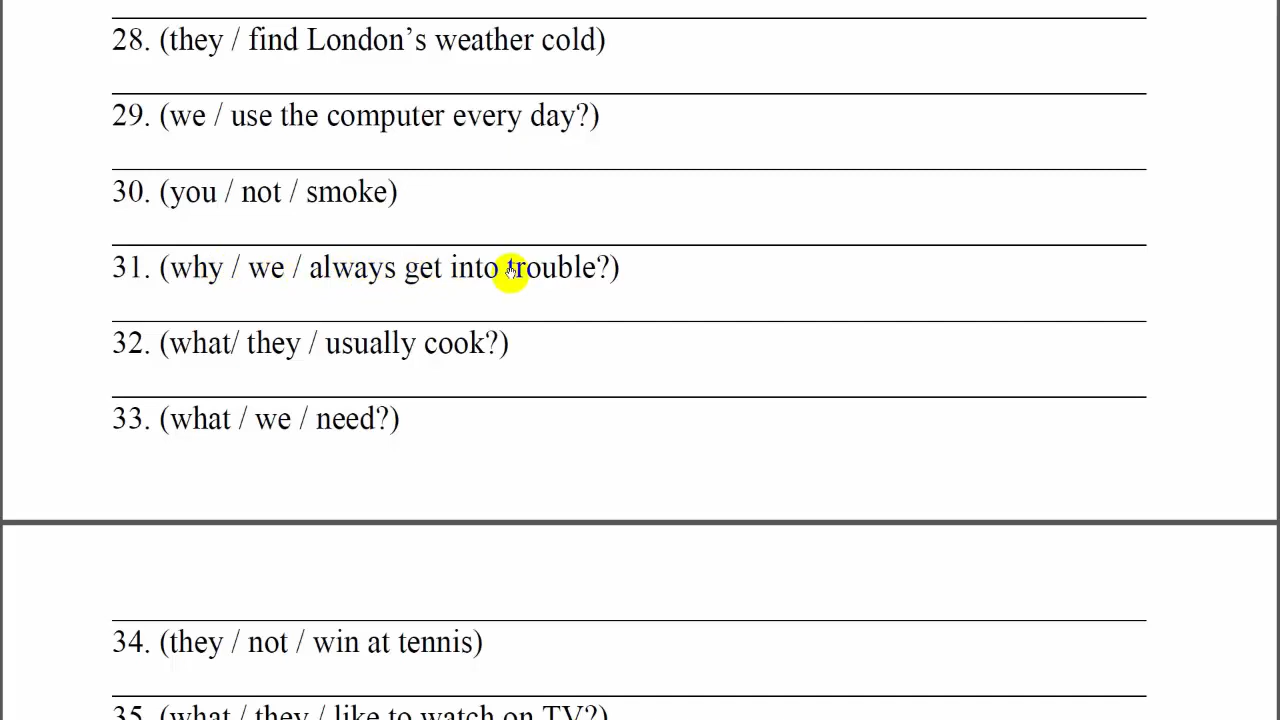 28. (they / find London’s weather cold)
29. (we / use the computer every day?)
30. (you / not / smoke)
31. (why / we / always get into trouble?)
32. (what/ they / usually cook?)
33. (what / we / need?)
34. (they / not / win at tennis)
35. (what / they / like to watch on TV?)